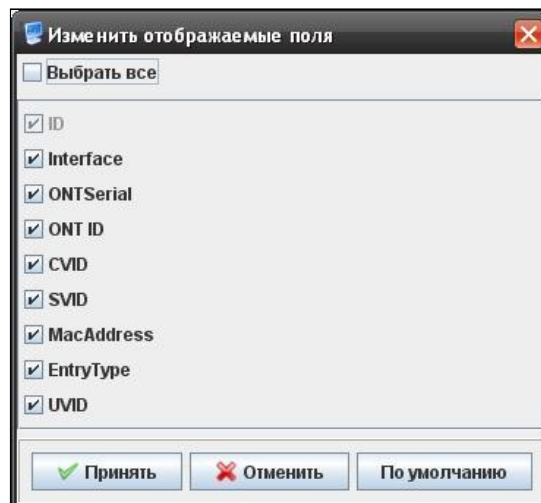 Изменить отображаемые поля
Выбрать все
ID
Interface
ONTSerial
ONT ID
CVID
SVID
MacAddress
EntryType
UVID
Принять Отменить По умолчанию